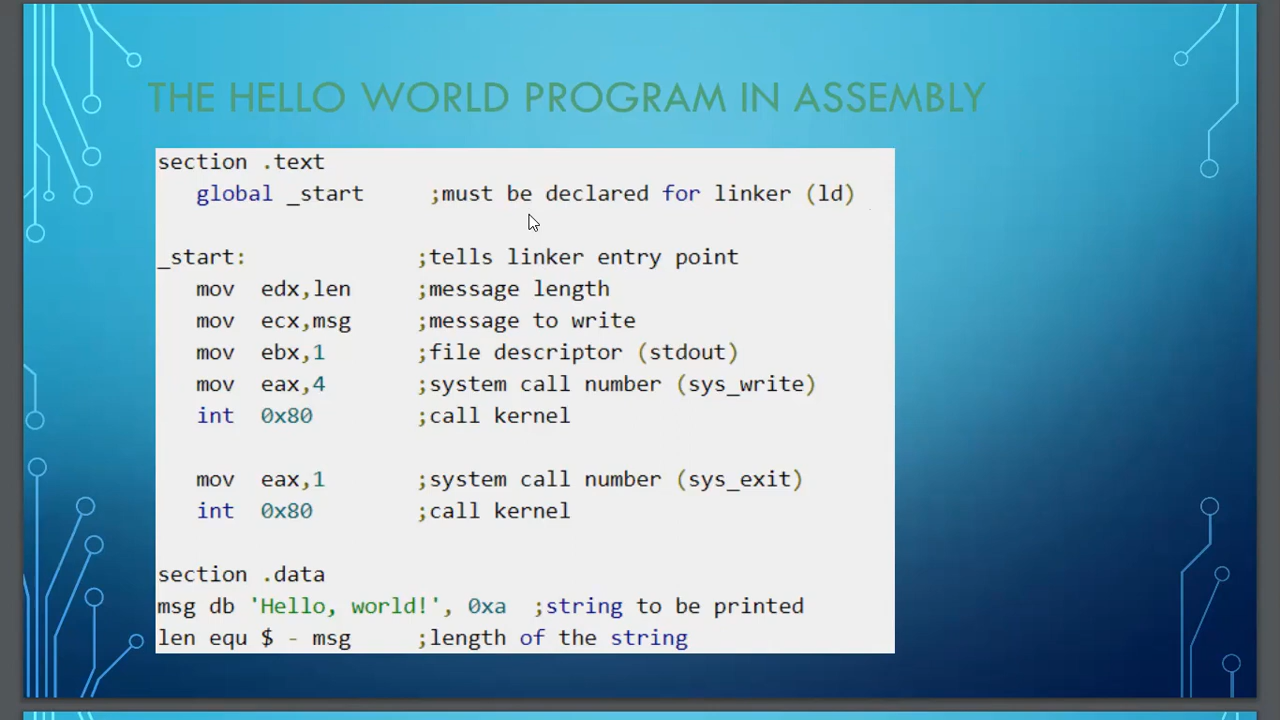 THE HELLO WORLD PROGRAM IN ASSEMBLY
section .text
global _start ;must be declared for linker (ld)
_start: ;tells linker entry point
mov edx,len ;message length
mov ecx,msg ;message to write
mov ebx,1 ;file descriptor (stdout)
mov eax,4 ;system call number (sys_write)
int 0x80 ;call kernel
mov eax,1 ;system call number (sys_exit)
int 0x80 ;call kernel
section .data
msg db 'Hello, world!', 0xa ;string to be printed
len equ $ - msg ;length of the string